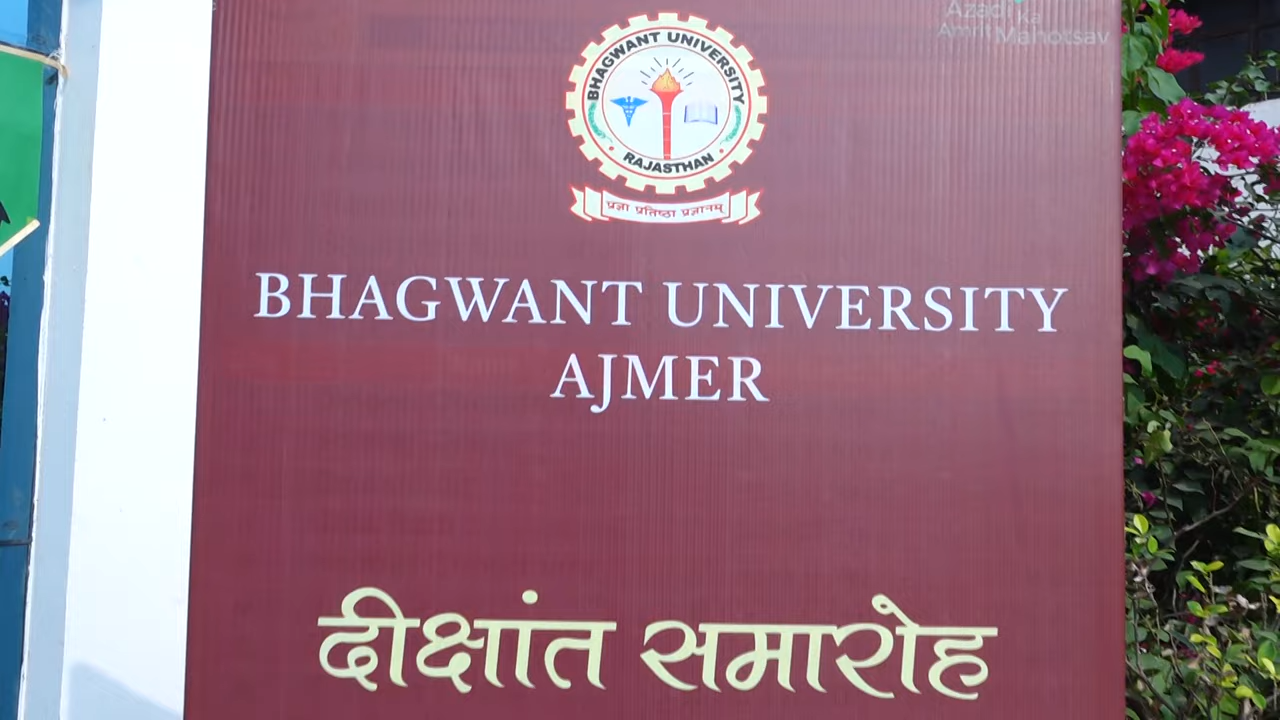 Azadi
Ka
Amrit Mahotsav
BHAGWANT UNIVERSITY
RAJASTHAN
प्रज्ञा प्रतिष्ठा प्रज्ञानम्
BHAGWANT UNIVERSITY
AJMER
दीक्षांत समारोह